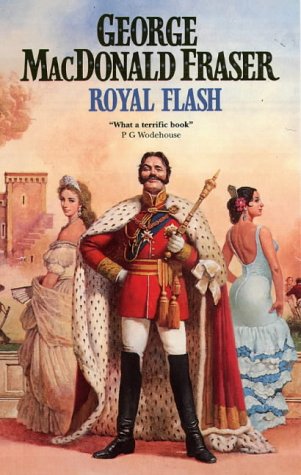 GEORGE
MACDONALD FRASER
ROYAL FLASH
"What a terrific book"
P G Wodehouse